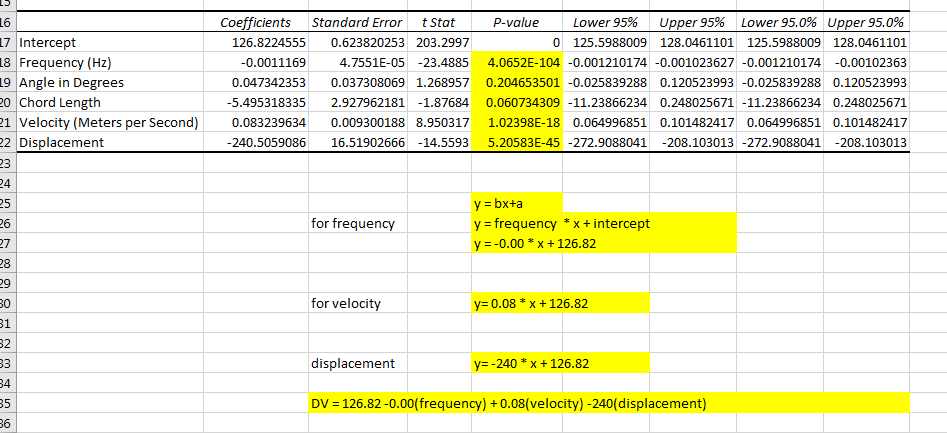 15
16 Coefficients Standard Error t Stat P-value Lower 95% Upper 95% Lower 95.0% Upper 95.0%
17 Intercept 126.8224555 0.623820253 203.2997 0 125.5988009 128.0461101 125.5988009 128.0461101
18 Frequency (Hz) -0.0011169 4.7551E-05 -23.4885 4.0652E-104 -0.001210174 -0.001023627 -0.001210174 -0.00102363
19 Angle in Degrees 0.047342353 0.037308069 1.268957 0.204653501 -0.025839288 0.120523993 -0.025839288 0.120523993
20 Chord Length -5.495318335 2.927962181 -1.87684 0.060734309 -11.23866234 0.248025671 -11.23866234 0.248025671
21 Velocity (Meters per Second) 0.083239634 0.009300188 8.950317 1.02398E-18 0.064996851 0.101482417 0.064996851 0.101482417
22 Displacement -240.5059086 16.51902666 -14.5593 5.20583E-45 -272.9088041 -208.103013 -272.9088041 -208.103013
23
24
25 y = bx+a
26 for frequency y = frequency * x + intercept
27 y = -0.00 * x + 126.82
28
29
30 for velocity y= 0.08 * x + 126.82
31
32
33 displacement y= -240 * x + 126.82
34
35 DV = 126.82 -0.00(frequency) + 0.08(velocity) -240(displacement)
36